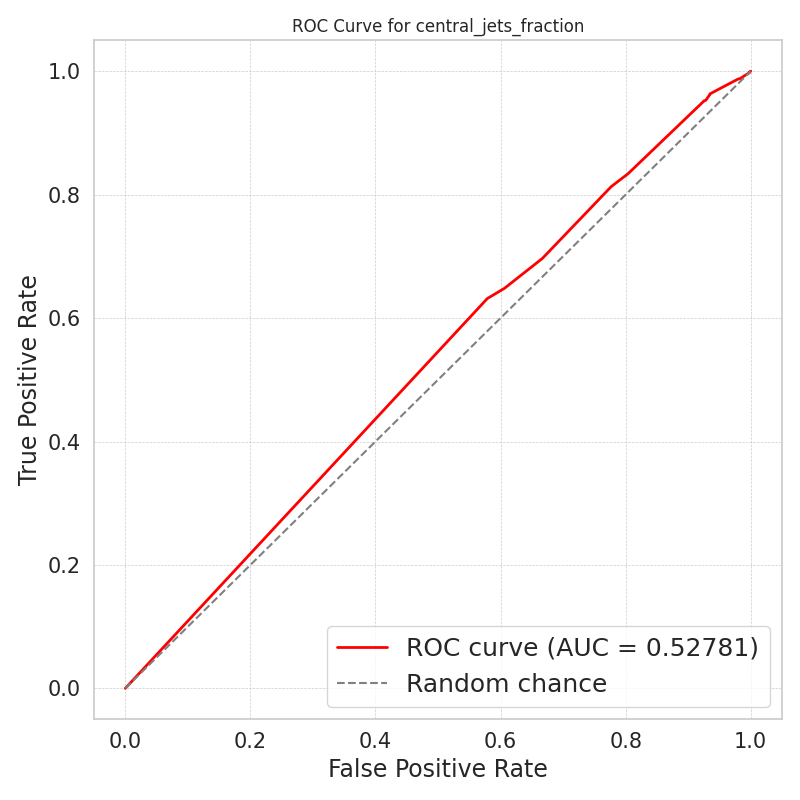 ROC Curve for central_jets_fraction
True Positive Rate
1.0
0.8
0.6
0.4
0.2
0.0
ROC curve (AUC = 0.52781)
Random chance
0.0 0.2 0.4 0.6 0.8 1.0
False Positive Rate